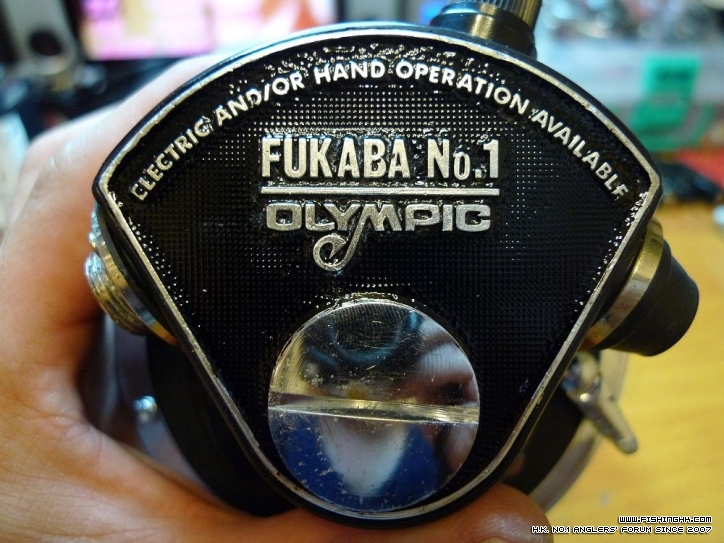 ELECTRIC AND/OR HAND OPERATION AVAILABLE
FUKABA No.1
OLYMPIC
WWW.FISHINGHK.COM
H.K. NO.1 ANGLERS' FORUM SINCE 2007